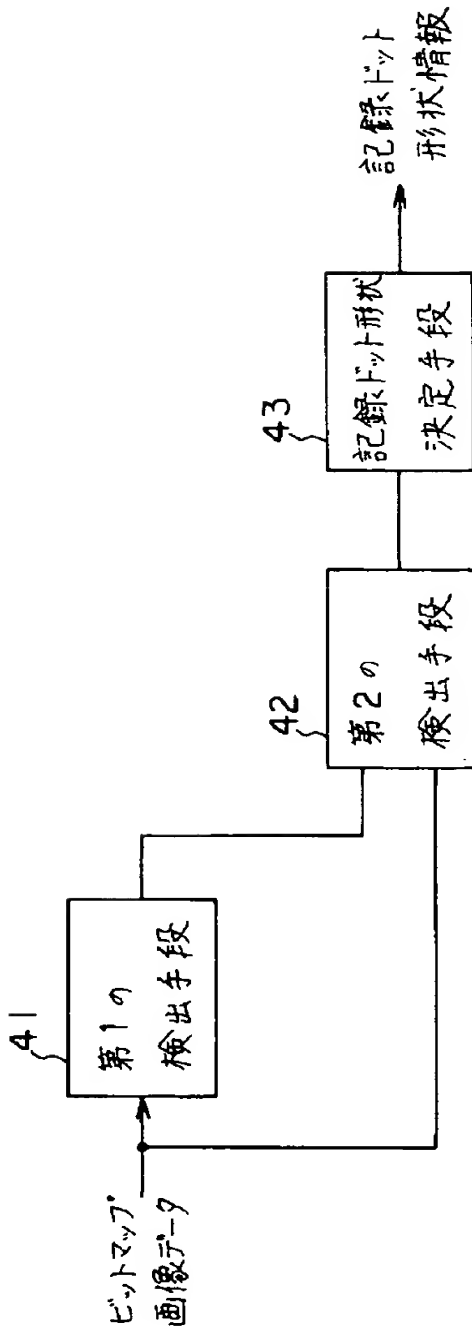 ビットマップ
画像データ
41
第1の
検出手段
42
第2の
検出手段
43
記録ドット形状
決定手段
記録ドット
形状情報